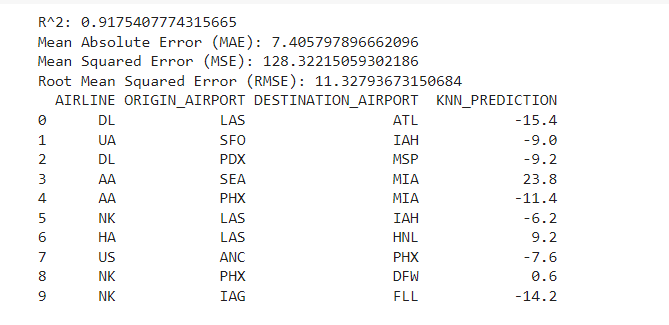 R^2: 0.9175407774315665
Mean Absolute Error (MAE): 7.405797896662096
Mean Squared Error (MSE): 128.32215059302186
Root Mean Squared Error (RMSE): 11.32793673150684
AIRLINE ORIGIN_AIRPORT DESTINATION_AIRPORT KNN_PREDICTION
0 DL LAS ATL -15.4
1 UA SFO IAH -9.0
2 DL PDX MSP -9.2
3 AA SEA MIA 23.8
4 AA PHX MIA -11.4
5 NK LAS IAH -6.2
6 HA LAS HNL 9.2
7 US ANC PHX -7.6
8 NK PHX DFW 0.6
9 NK IAG FLL -14.2